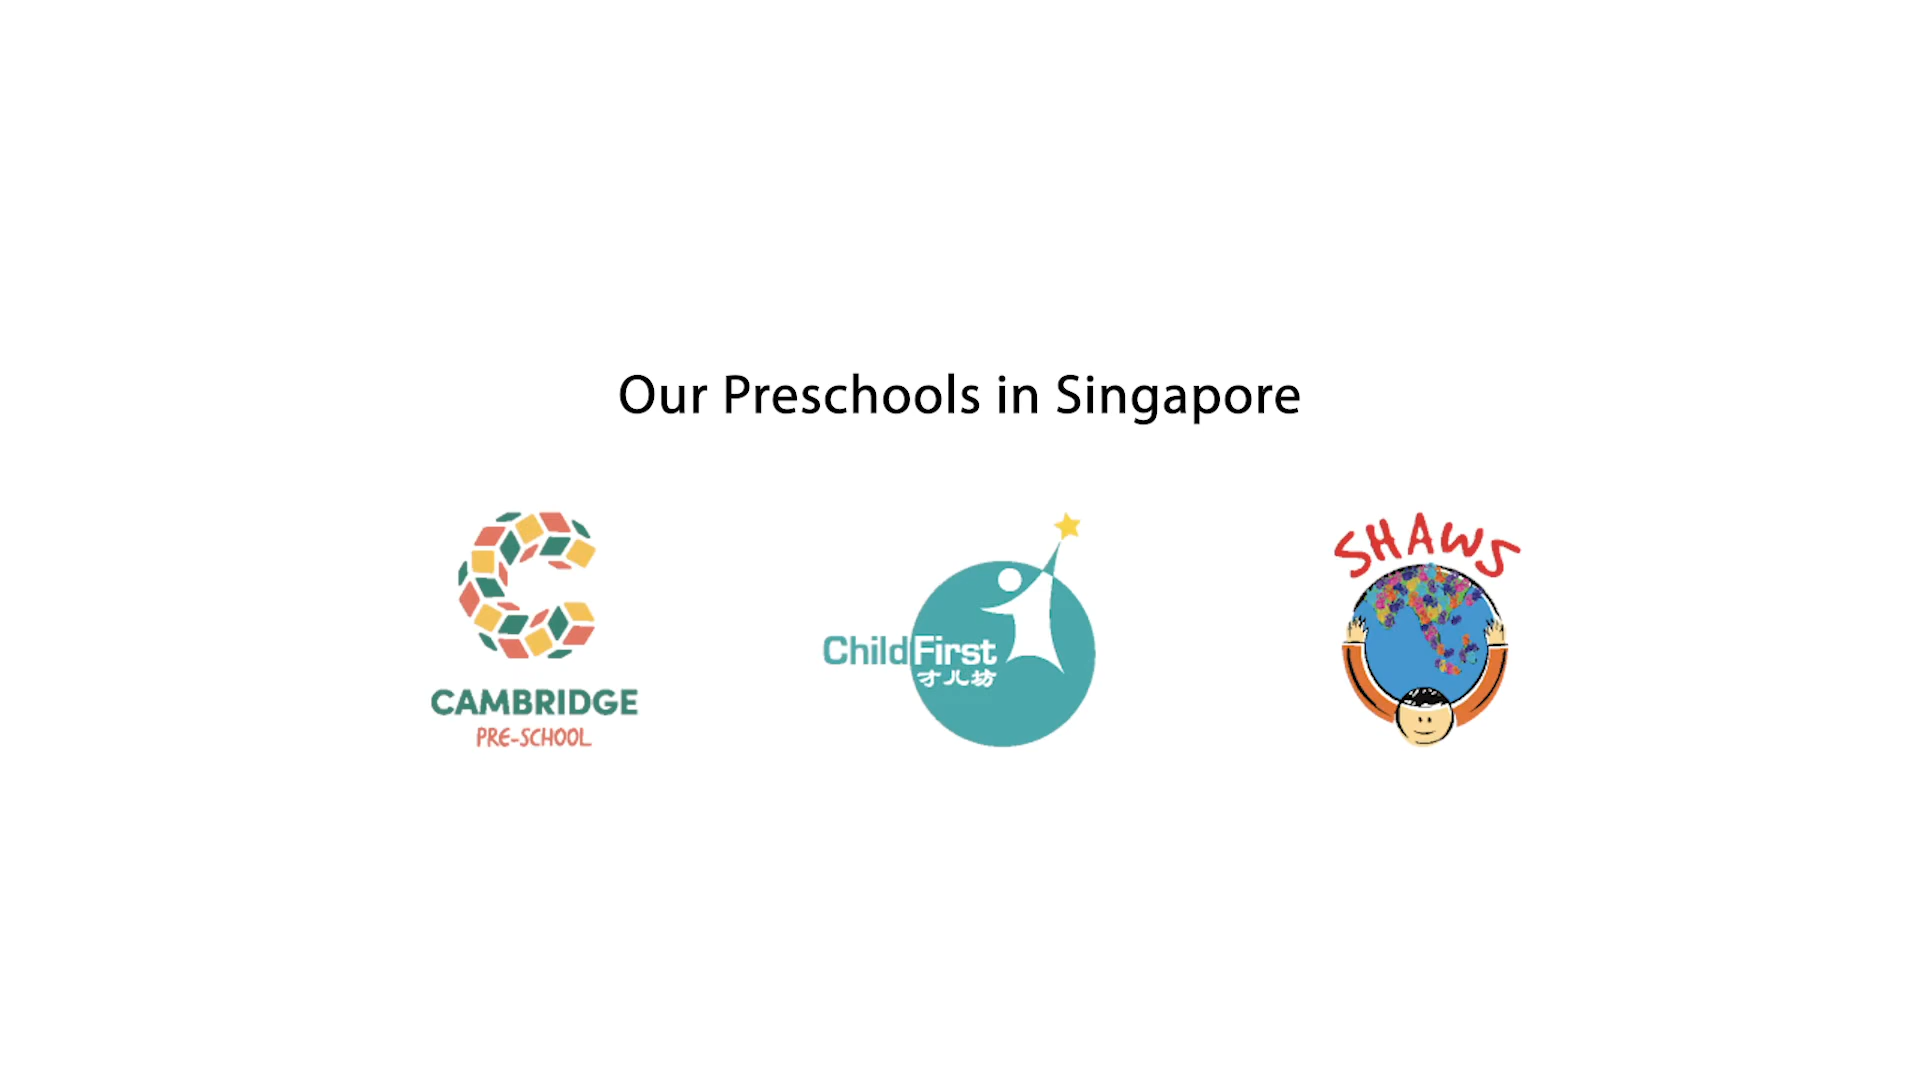 Our Preschools in Singapore
CAMBRIDGE
PRE-SCHOOL
ChildFirst
才儿坊
SHAWS